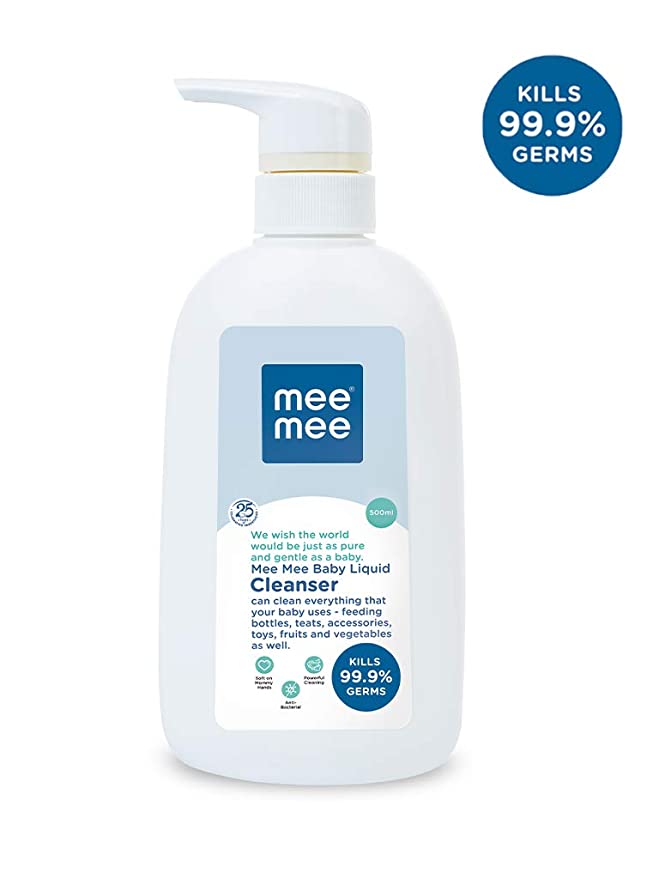 KILLS
99.9%
GERMS
mee®
mee
25
500ml
We wish the world
would be just as pure
and gentle as a baby.
Mee Mee Baby Liquid
Cleanser
can clean everything that
your baby uses - feeding
bottles, teats, accessories,
toys, fruits and vegetables
as well.
Soft on
Mommy
Hands
Powerful
Cleaning
Anti-
Bacterial
KILLS
99.9%
GERMS